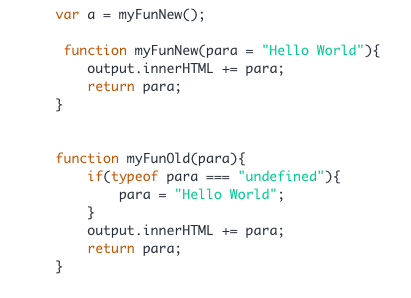 var a = myFunNew();
function myFunNew(para = "Hello World"){
output.innerHTML += para;
return para;
}
function myFunOld(para){
if(typeof para === "undefined"){
para = "Hello World";
}
output.innerHTML += para;
return para;
}